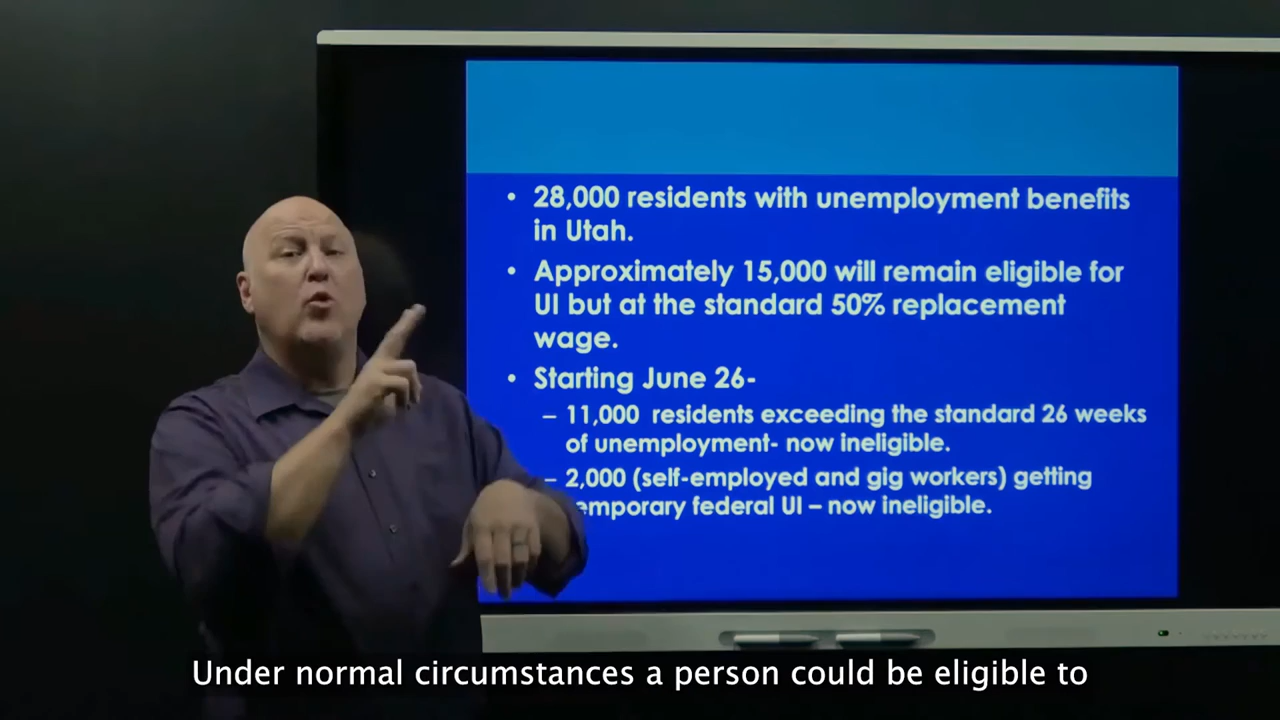 • 28,000 residents with unemployment benefits
in Utah.
• Approximately 15,000 will remain eligible for
UI but at the standard 50% replacement
wage.
• Starting June 26-
– 11,000 residents exceeding the standard 26 weeks
of unemployment- now ineligible.
– 2,000 (self-employed and gig workers) getting
emporary federal UI – now ineligible.
Under normal circumstances a person could be eligible to